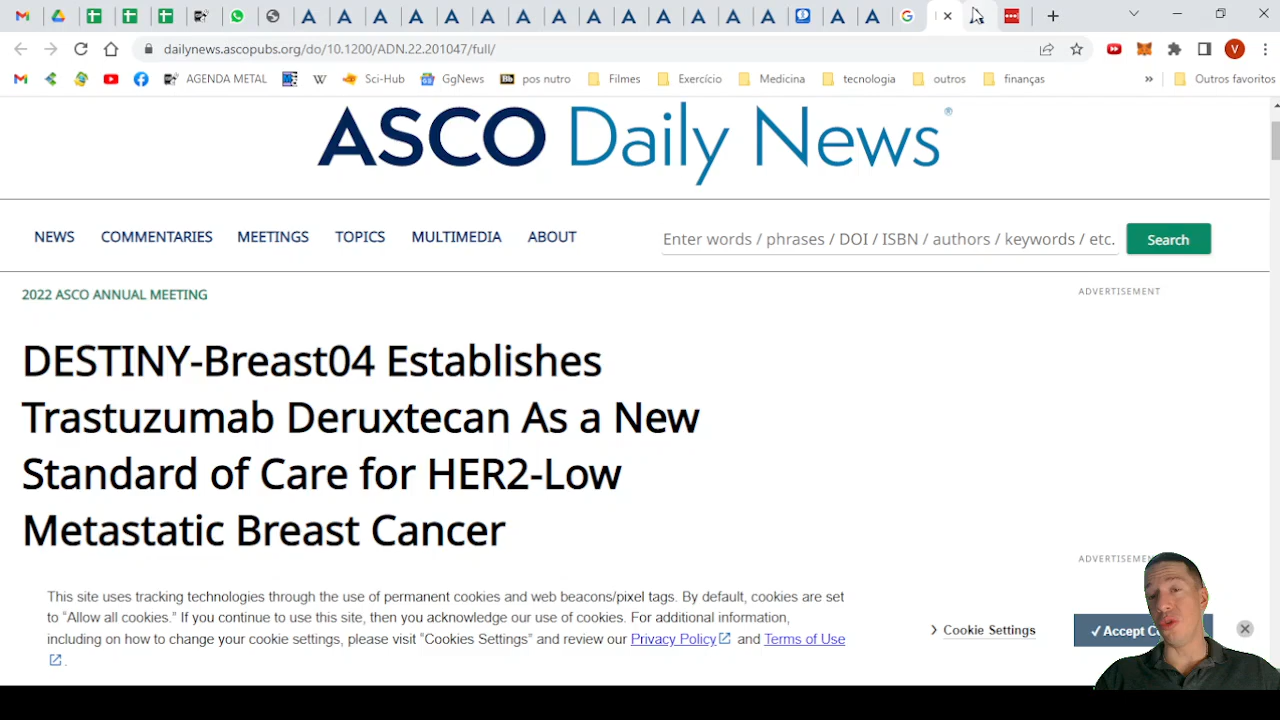 dailynews.ascopubs.org/do/10.1200/ADN.22.201047/full/
V
AGENDA METAL
W
Sci-Hub
GgNews
Bb pos nutro
Filmes
Exercício
Medicina
tecnologia
outros
finanças
»
Outros favoritos
ASCO Daily News®
NEWS COMMENTARIES MEETINGS TOPICS MULTIMEDIA ABOUT
Enter words / phrases / DOI / ISBN / authors / keywords / etc.
Search
2022 ASCO ANNUAL MEETING
ADVERTISEMENT
DESTINY-Breast04 Establishes
Trastuzumab Deruxtecan As a New
Standard of Care for HER2-Low
Metastatic Breast Cancer
This site uses tracking technologies through the use of permanent cookies and web beacons/pixel tags. By default, cookies are set
to “Allow all cookies.” If you continue to use this site, then you acknowledge our use of cookies. For additional information,
including on how to change your cookie settings, please visit “Cookies Settings” and review our Privacy Policy and Terms of Use
.
Cookie Settings
✓Accept